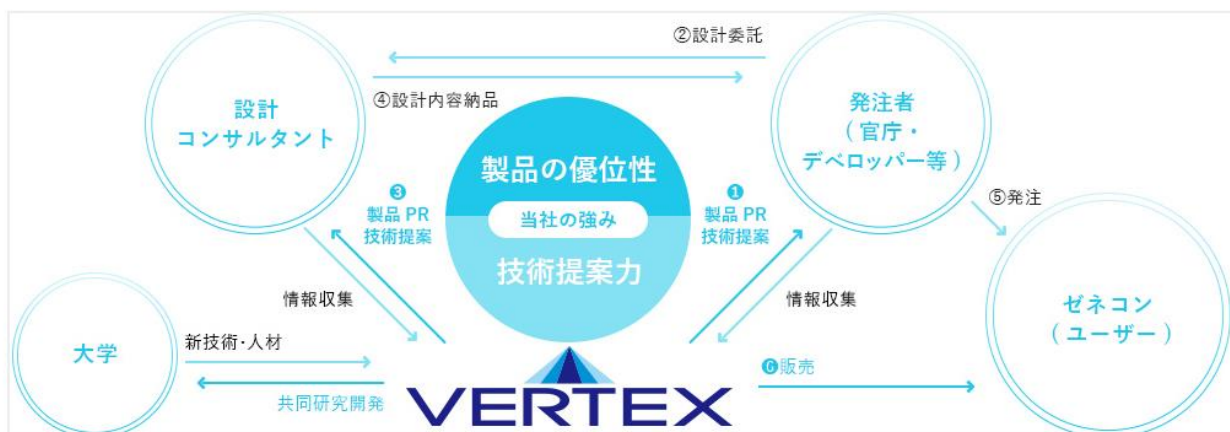 ②設計委託
④設計内容納品
設計
コンサルタント
発注者
(官庁・
デベロッパー等)
製品の優位性
当社の強み
技術提案力
❸
製品PR
技術提案
❶
製品PR
技術提案
⑤発注
情報収集
情報収集
ゼネコン
(ユーザー)
大学
新技術・人材
共同研究開発
VERTEX
販売